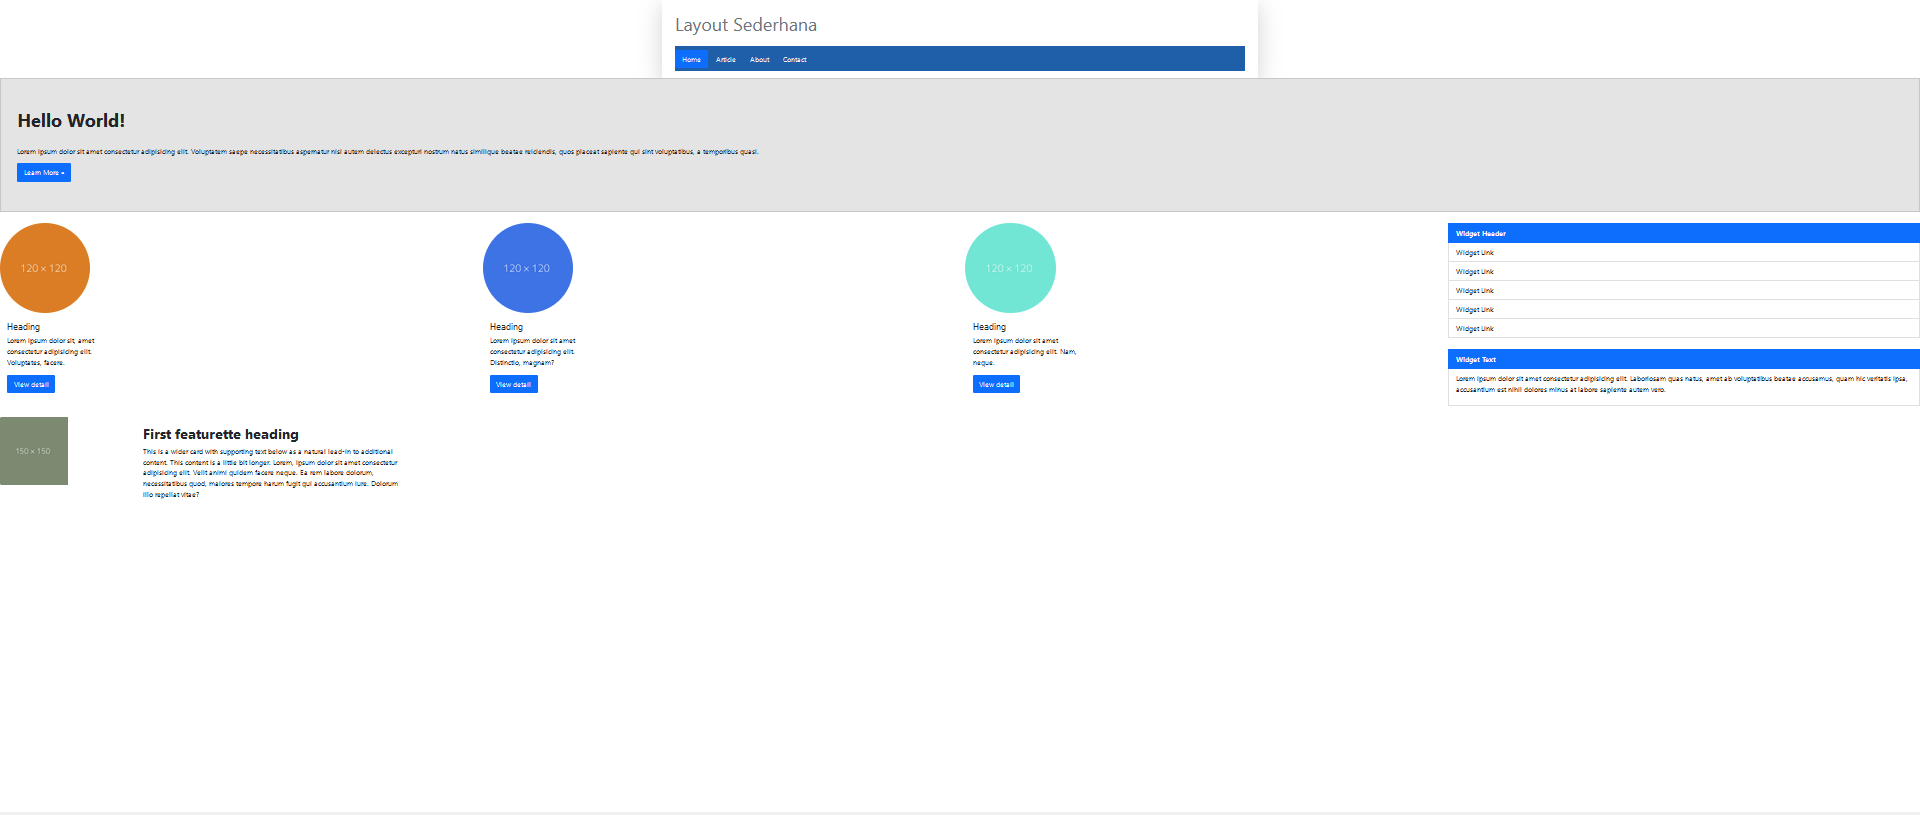 Layout Sederhana
Home Article About Contact
Hello World!
Lorem ipsum dolor sit amet consectetur adipisicing elit. Voluptatem saepe necessitatibus aspernatur nisi autem delectus excepturi nostrum natus similique beatae reiciendis, quos placeat sapiente qui sint voluptatibus, a temporibus quasi.
Learn More »
120 × 120
Heading
Lorem ipsum dolor sit, amet
consectetur adipisicing elit.
Voluptates, facere.
View detail
120 × 120
Heading
Lorem ipsum dolor sit amet
consectetur adipisicing elit.
Distinctio, magnam?
View detail
120 × 120
Heading
Lorem ipsum dolor sit amet
consectetur adipisicing elit. Nam,
neque.
View detail
Widget Header
Widget Link
Widget Link
Widget Link
Widget Link
Widget Link
Widget Text
Lorem ipsum dolor sit amet consectetur adipisicing elit. Laboriosam quas natus, amet ab voluptatibus beatae accusamus, quam hic veritatis ipsa,
accusantium est nihil dolores minus at labore sapiente autem vero.
150 × 150
First featurette heading
This is a wider card with supporting text below as a natural lead-in to additional
content. This content is a little bit longer. Lorem, ipsum dolor sit amet consectetur
adipisicing elit. Velit animi quidem facere neque. Ea rem labore dolorum,
necessitatibus quod, maiores tempore harum fugit qui accusantium iure. Dolorum
illo repellat vitae?